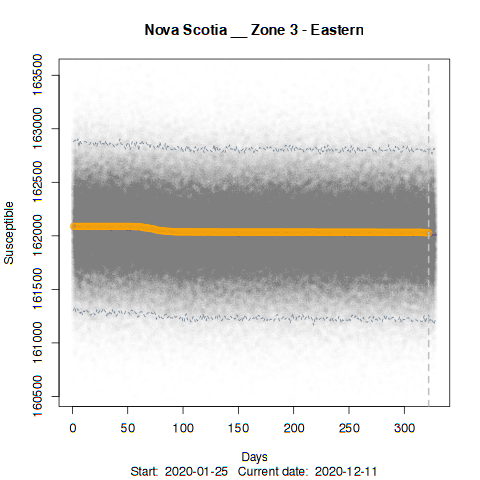 Nova Scotia __ Zone 3 - Eastern
163500
163000
162500
162000
161500
161000
160500
Susceptible
0 50 100 150 200 250 300
Days
Start: 2020-01-25 Current date: 2020-12-11